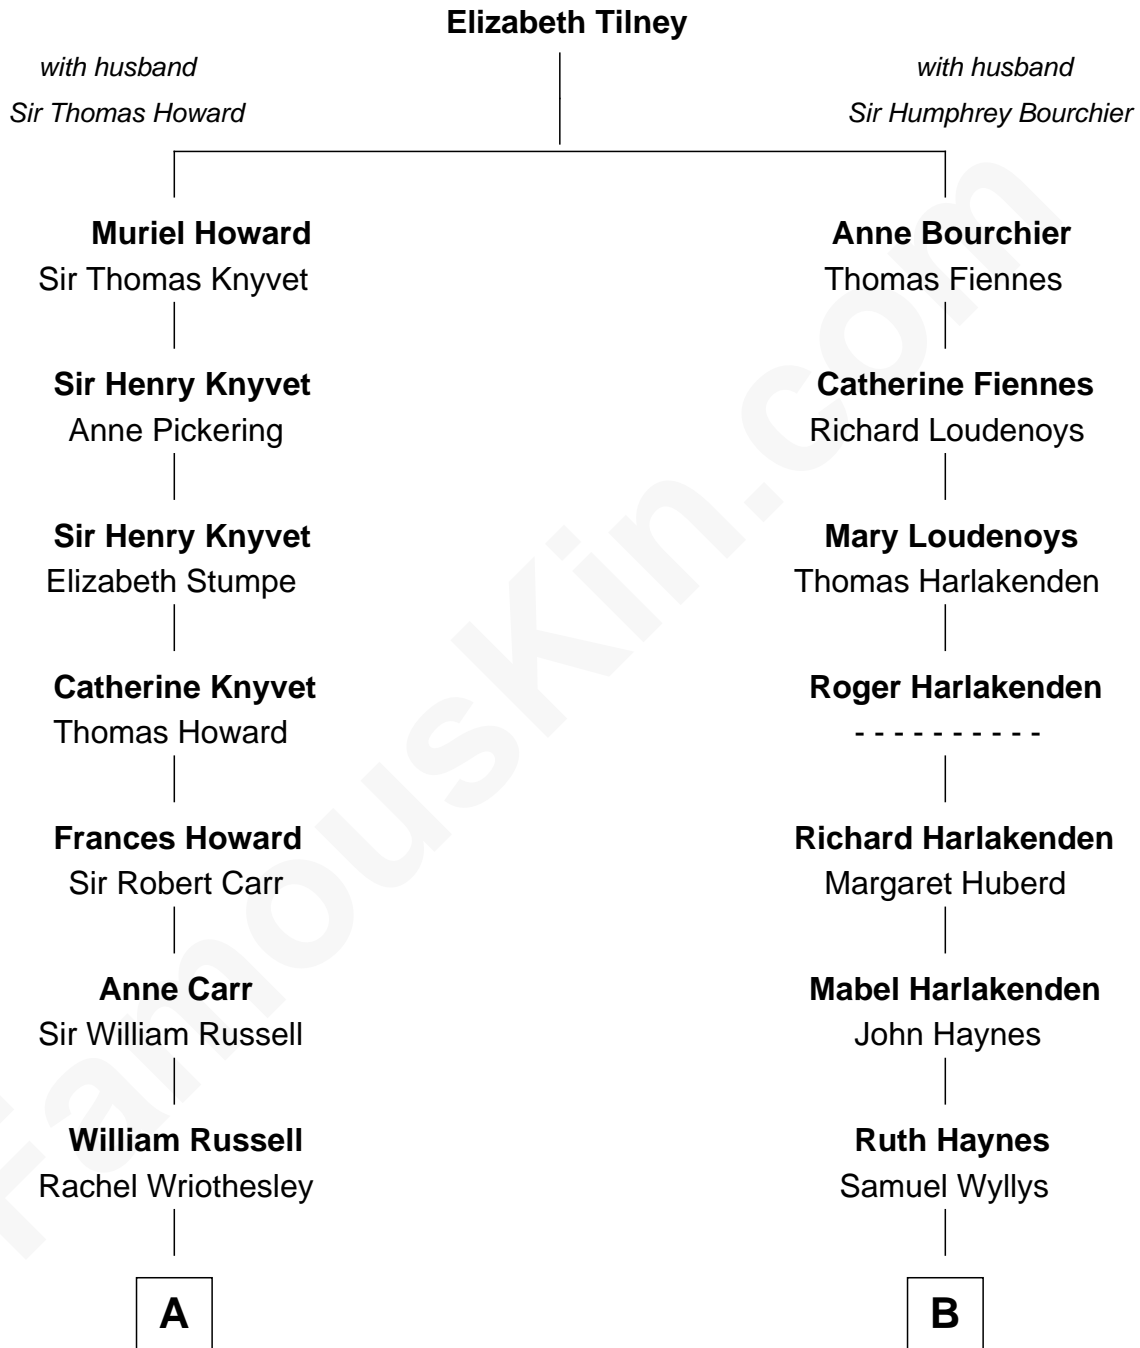 Elizabeth Tilney
with husband
Sir Thomas Howard
with husband
Sir Humphrey Bourchier
Muriel Howard
Sir Thomas Knyvet
Anne Bourchier
Thomas Fiennes
Sir Henry Knyvet
Anne Pickering
Catherine Fiennes
Richard Loudenoys
Sir Henry Knyvet
Elizabeth Stumpe
Mary Loudenoys
Thomas Harlakenden
Catherine Knyvet
Thomas Howard
Roger Harlakenden
- - - - - - - - - -
Frances Howard
Sir Robert Carr
Richard Harlakenden
Margaret Huberd
Anne Carr
Sir William Russell
Mabel Harlakenden
John Haynes
William Russell
Rachel Wriothesley
Ruth Haynes
Samuel Wyllys
A
B
FamousKin.com